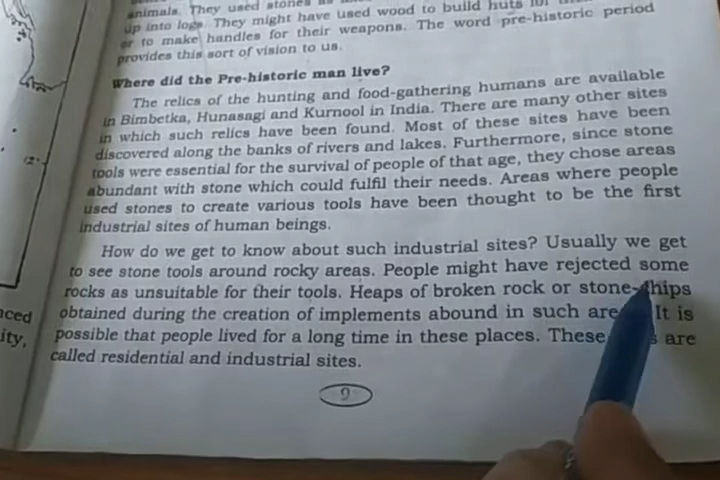 animals. They used stones
up into logs. They might have used wood to build huts
or to make handles for their weapons. The word pre-historic period
provides this sort of vision to us.
Where did the Pre-historic man live?
The relics of the hunting and food-gathering humans are available
in Bimbetka, Hunasagi and Kurnool in India. There are many other sites
in which such relics have been found. Most of these sites have been
discovered along the banks of rivers and lakes. Furthermore, since stone
tools were essential for the survival of people of that age, they chose areas
abundant with stone which could fulfil their needs. Areas where people
used stones to create various tools have been thought to be the first
industrial sites of human beings.
How do we get to know about such industrial sites? Usually we get
to see stone tools around rocky areas. People might have rejected some
rocks as unsuitable for their tools. Heaps of broken rock or stone-chips
obtained during the creation of implements abound in such It is
possible that people lived for a long time in these places. These are
called residential and industrial sites.
9
(2)
ity,